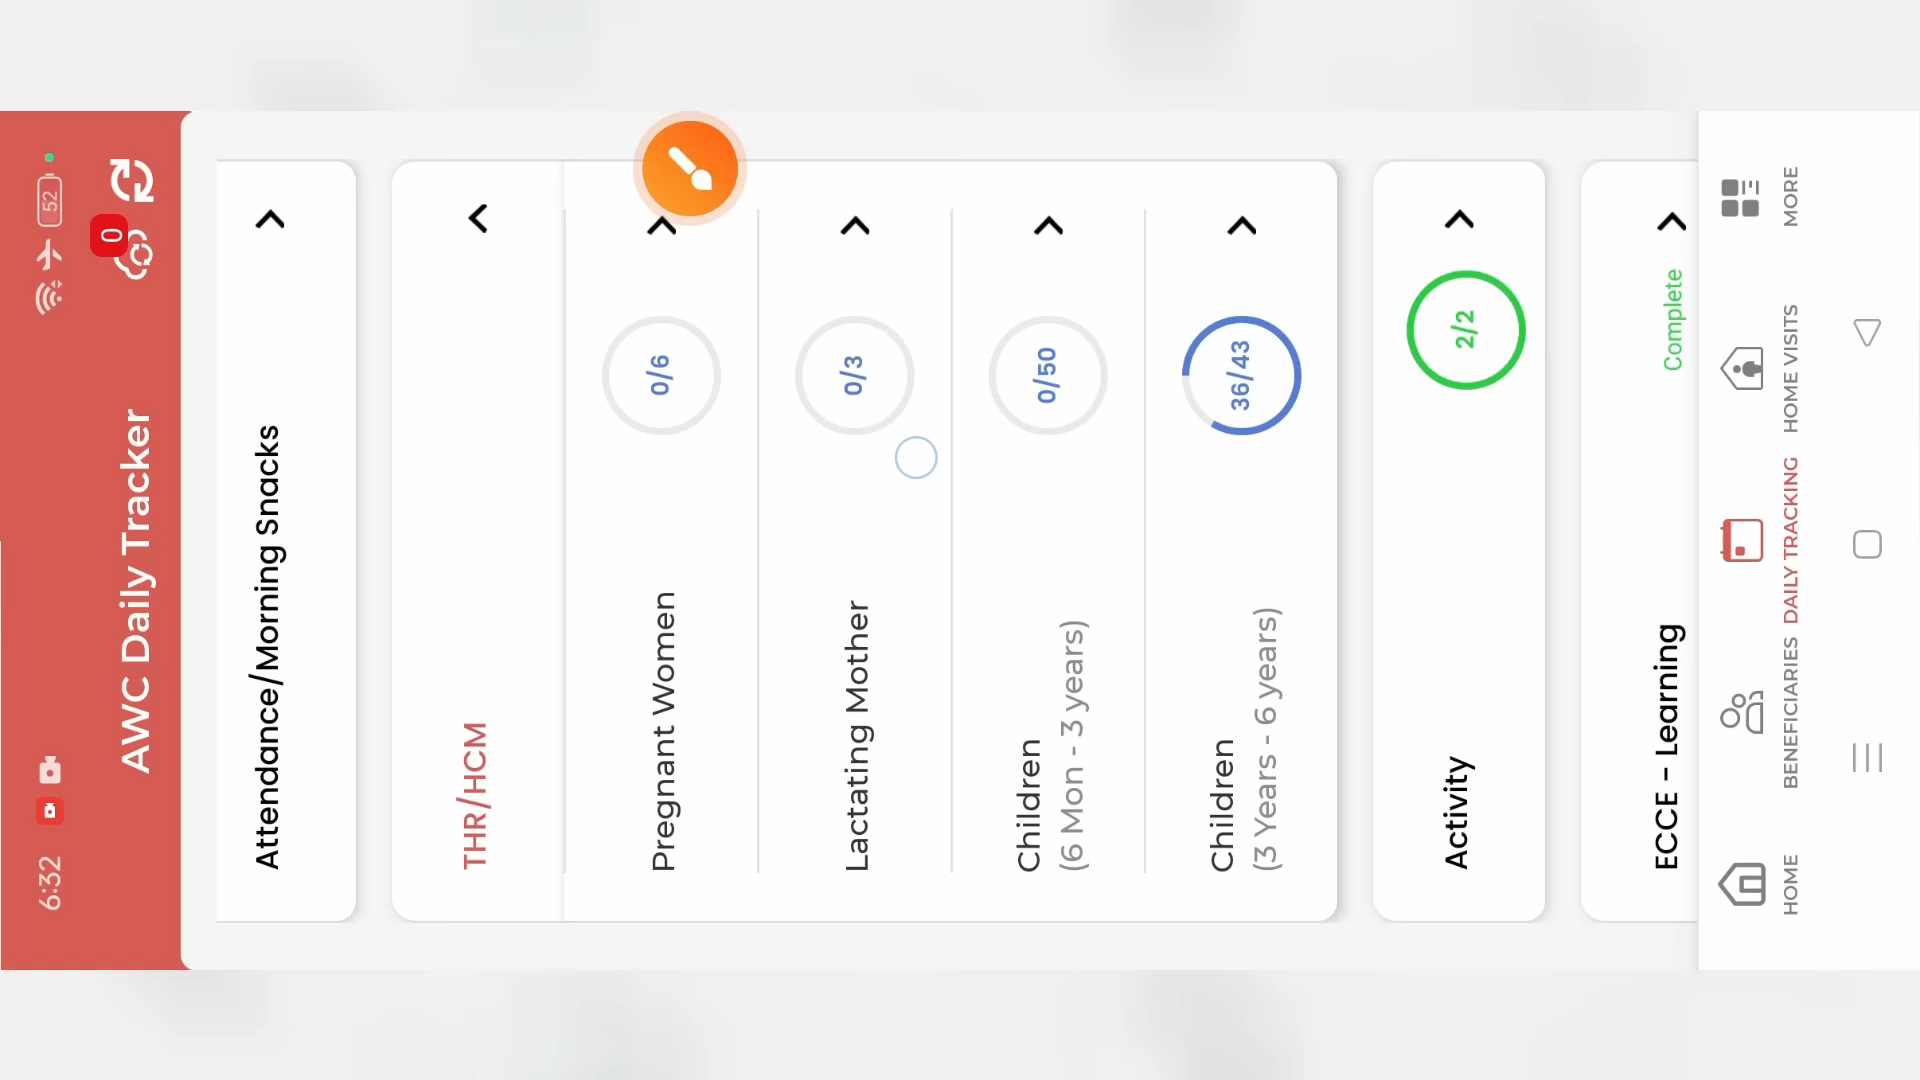 6:32
52
AWC Daily Tracker
0
Attendance/Morning Snacks
THR/HCM
Pregnant Women
0/6
Lactating Mother
0/3
Children
(6 Mon - 3 years)
0/50
Children
(3 Years - 6 years)
36/43
Activity
2/2
ECCE - Learning
Complete
HOME
BENEFICIARIES
DAILY TRACKING
HOME VISITS
MORE